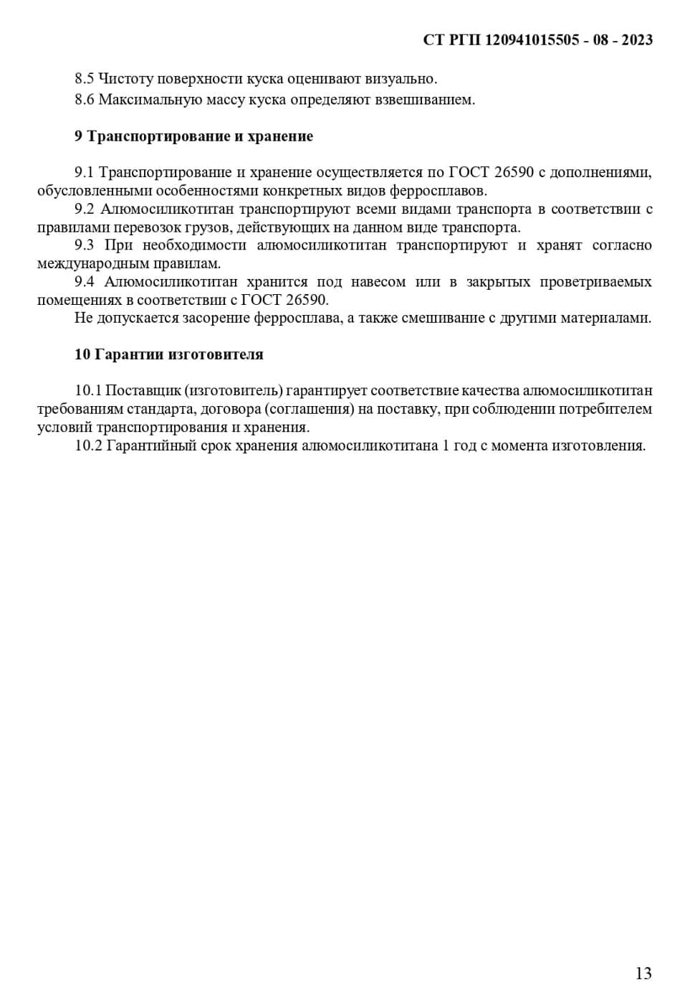 СТ РГП 120941015505 - 08 - 2023
8.5 Чистоту поверхности куска оценивают визуально.
8.6 Максимальную массу куска определяют взвешиванием.
9 Транспортирование и хранение
9.1 Транспортирование и хранение осуществляется по ГОСТ 26590 с дополнениями,
обусловленными особенностями конкретных видов ферросплавов.
9.2 Алюмосиликотитан транспортируют всеми видами транспорта в соответствии с
правилами перевозок грузов, действующих на данном виде транспорта.
9.3 При необходимости алюмосиликотитан транспортируют и хранят согласно
международным правилам.
9.4 Алюмосиликотитан хранится под навесом или в закрытых проветриваемых
помещениях в соответствии с ГОСТ 26590.
Не допускается засорение ферросплава, а также смешивание с другими материалами.
10 Гарантии изготовителя
10.1 Поставщик (изготовитель) гарантирует соответствие качества алюмосиликотитан
требованиям стандарта, договора (соглашения) на поставку, при соблюдении потребителем
условий транспортирования и хранения.
10.2 Гарантийный срок хранения алюмосиликотитана 1 год с момента изготовления.
13